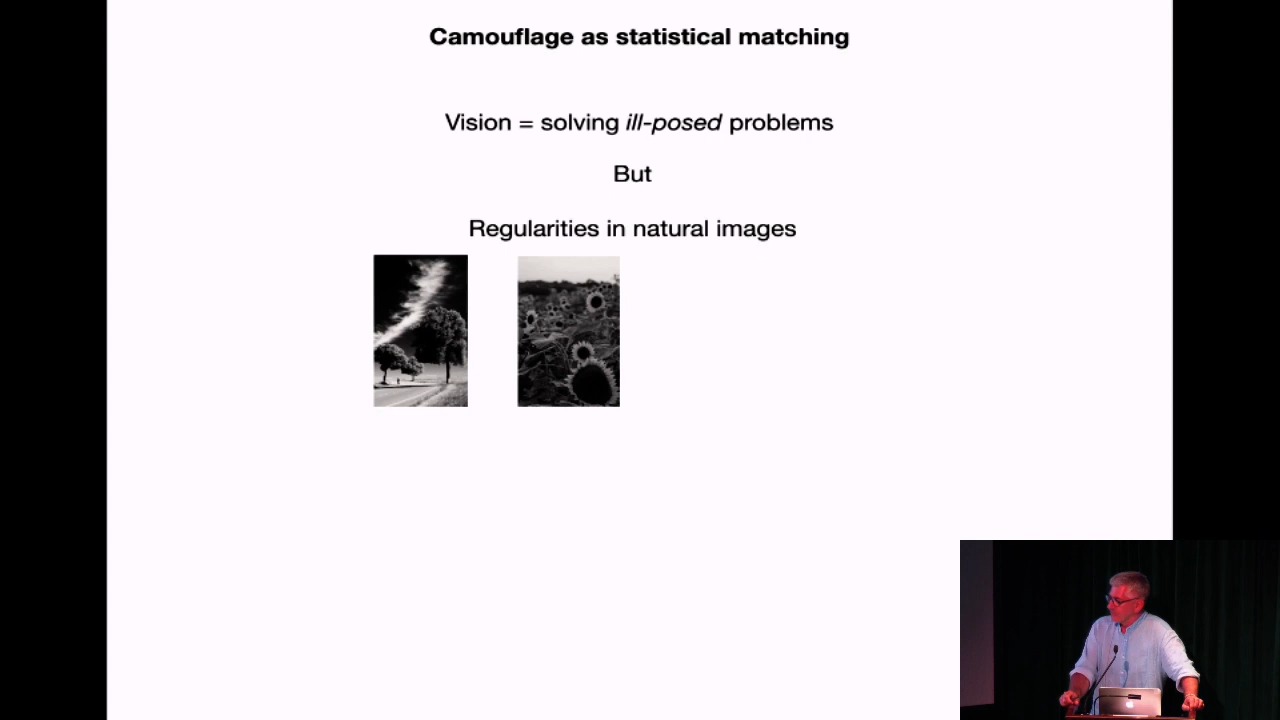 Camouflage as statistical matching
Vision = solving ill-posed problems
But
Regularities in natural images